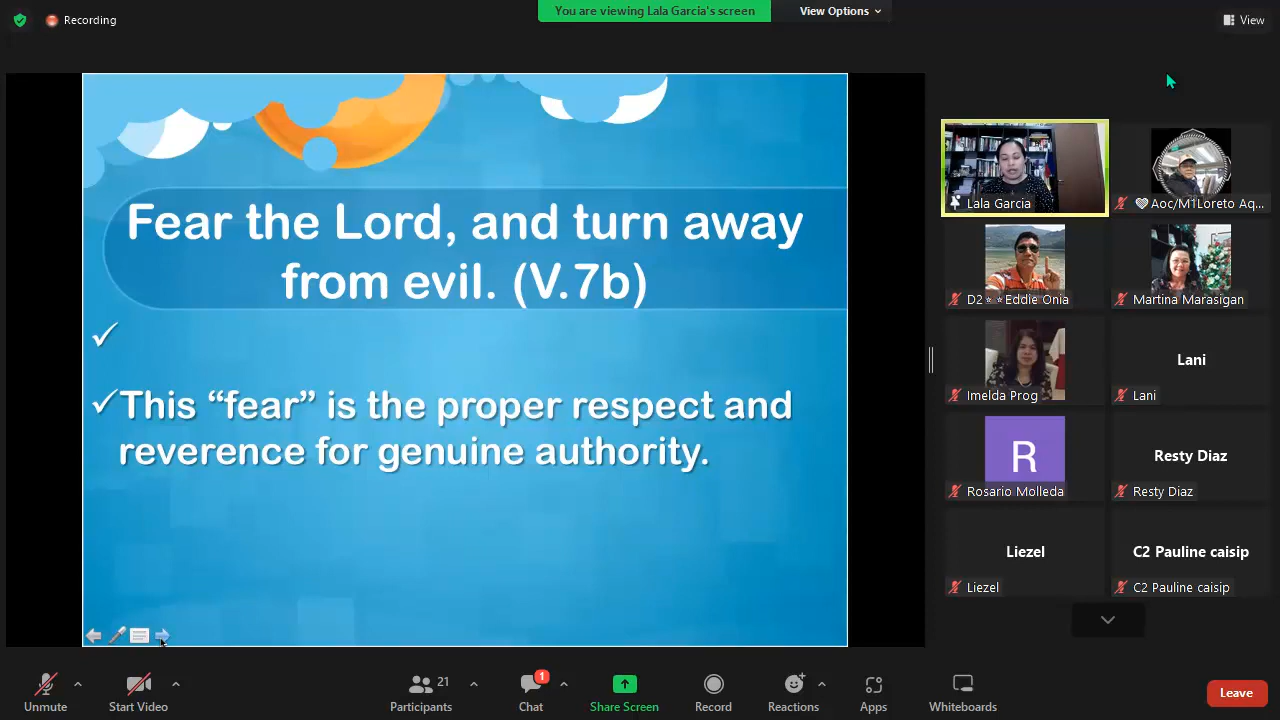 Recording
You are viewing Lala Garcia's screen
View Options
View
Fear the Lord, and turn away
from evil. (V.7b)
✓
✓This “fear” is the proper respect and
reverence for genuine authority.
Lala Garcia
🤍Aoc/M1Loreto Aq...
D2⭐⭐Eddie Onia
Martina Marasigan
Imelda Prog
Lani
Lani
R
Rosario Molleda
Resty Diaz
Resty Diaz
Liezel
Liezel
C2 Pauline caisip
C2 Pauline caisip
Unmute
Start Video
21
Participants
1
Chat
Share Screen
Record
Reactions
Apps
Whiteboards
Leave